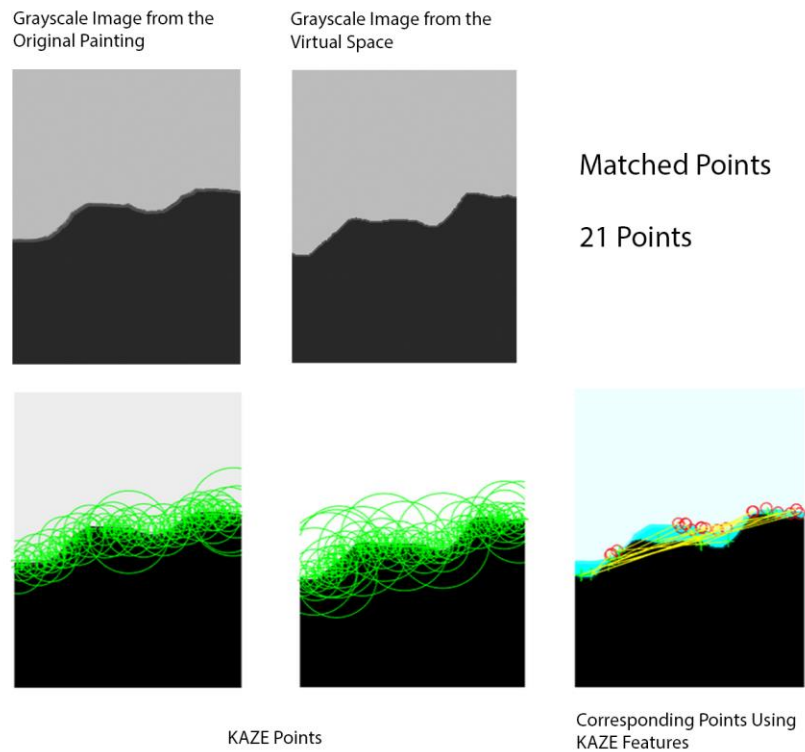 Grayscale Image from the
Original Painting
Grayscale Image from the
Virtual Space
Matched Points
21 Points
KAZE Points
Corresponding Points Using
KAZE Features